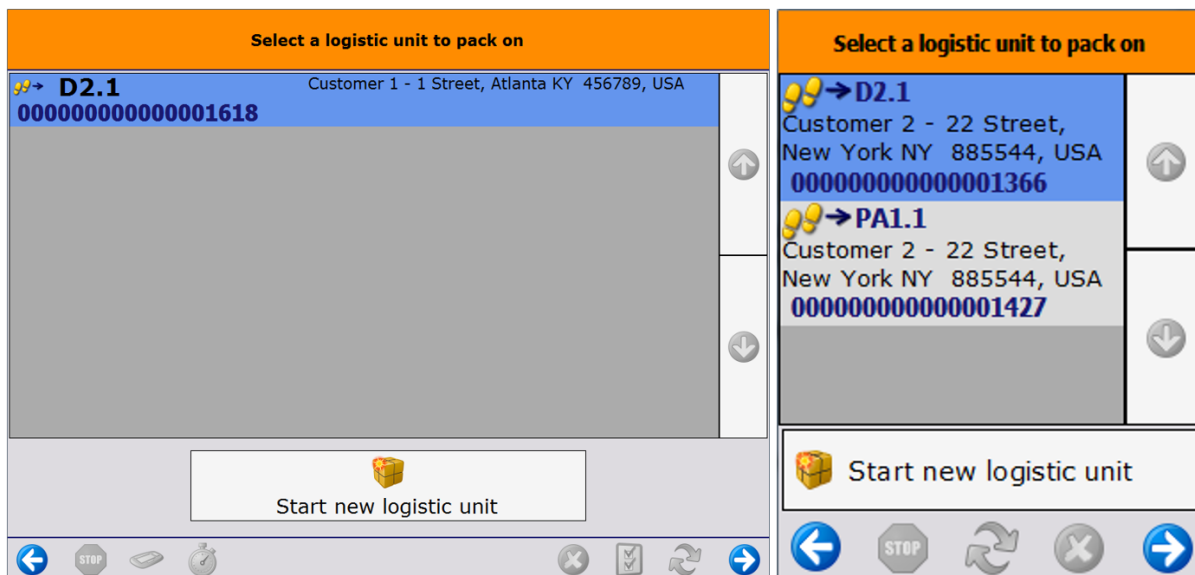 Select a logistic unit to pack on
D2.1 Customer 1 - 1 Street, Atlanta KY 456789, USA
000000000000001618
Start new logistic unit
STOP
Select a logistic unit to pack on
D2.1
Customer 2 - 22 Street,
New York NY 885544, USA
000000000000001366
PA1.1
Customer 2 - 22 Street,
New York NY 885544, USA
000000000000001427
Start new logistic unit
STOP